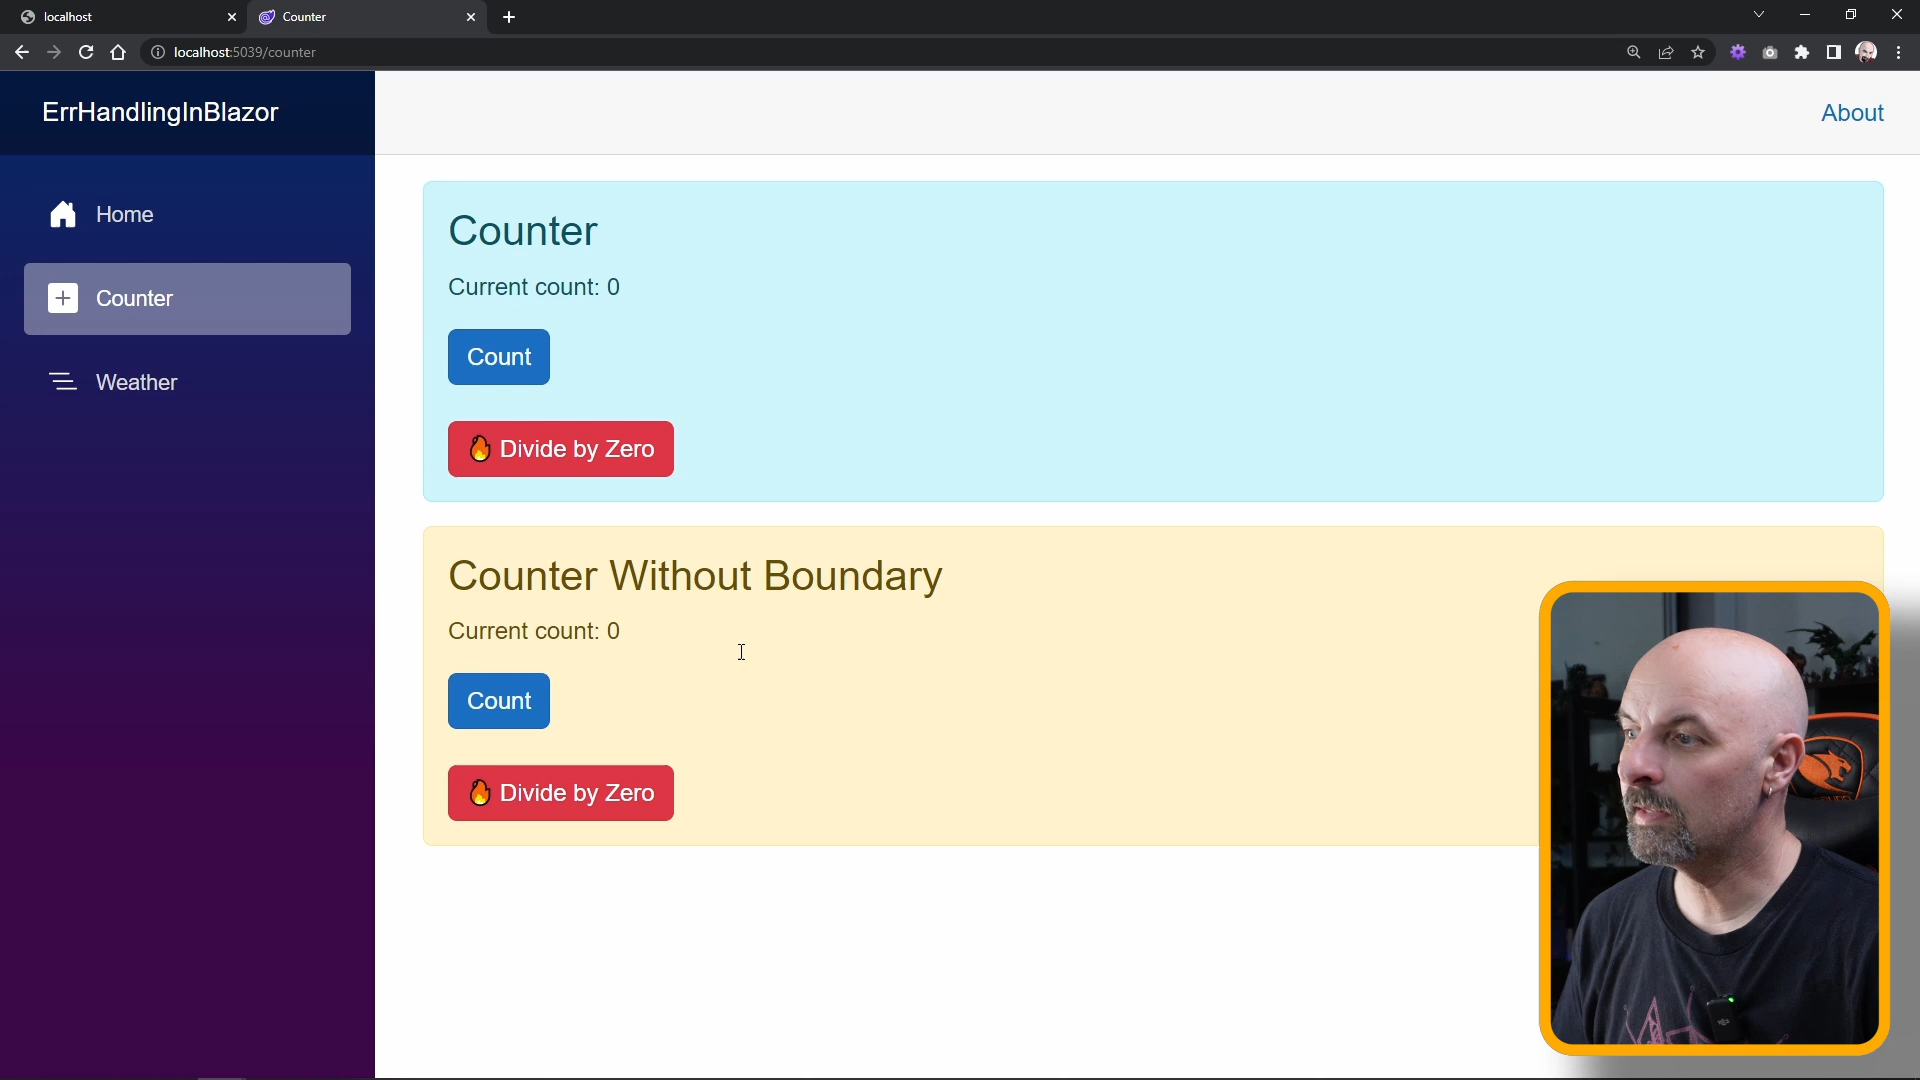 localhost
Counter
localhost:5039/counter
ErrHandlingInBlazor
About
Home
Counter
Weather
Counter
Current count: 0
Count
🔥 Divide by Zero
Counter Without Boundary
Current count: 0
Count
🔥 Divide by Zero